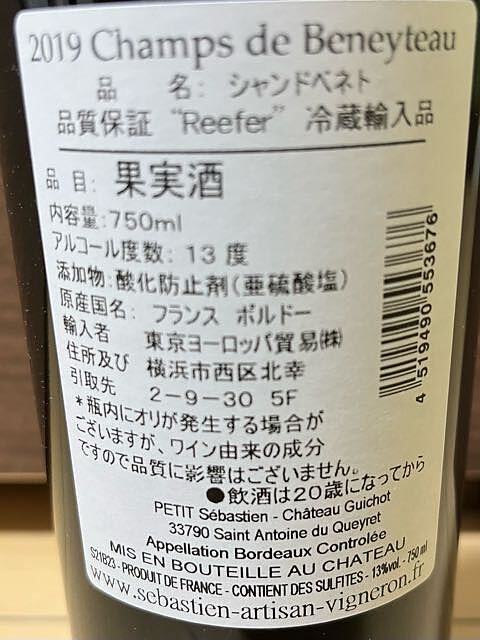 2019 Champs de Beneyteau
品　　名: シャンドベネト
品質保証 “Reefer” 冷蔵輸入品
品 目: 果実酒
内容量:750ml
アルコール度数: 13 度
添加物:酸化防止剤(亜硫酸塩)
原産国名: フランス ボルドー
輸入者 東京ヨーロッパ貿易㈱
住所及び 横浜市西区北幸
引取先 2-9-30 5F
*瓶内にオリが発生する場合が
ございますが、ワイン由来の成分
ですので品質に影響はございません。
●飲酒は20歳になってから
PETIT Sébastien - Château Guichot
33790 Saint Antoine du Queyret
Appellation Bordeaux Controlée
MIS EN BOUTEILLE AU CHATEAU
S21B23 - PRODUIT DE FRANCE - CONTIENT DES SULFITES - 13%vol. - 750 ml
www.sebastien-artisan-vigneron.fr
4 519490 553676